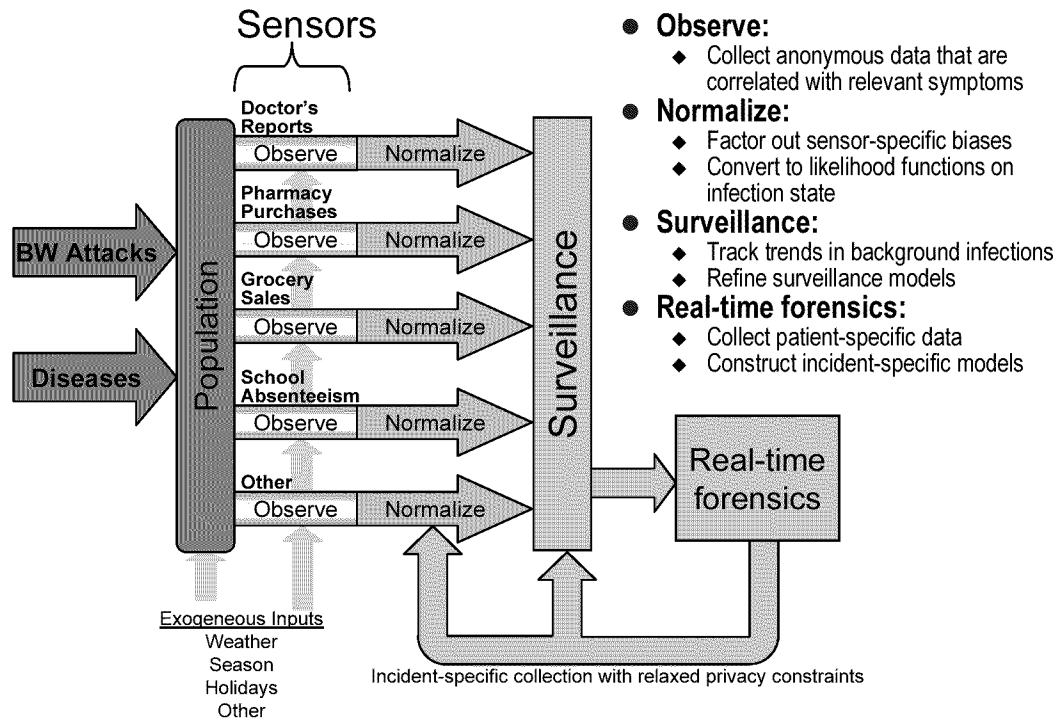 Sensors
Doctor's
Reports
Observe
Normalize
Pharmacy
Purchases
Observe
Normalize
Grocery
Sales
Observe
Normalize
School
Absenteeism
Observe
Normalize
Other
Observe
Normalize
BW Attacks
Diseases
Population
Surveillance
Real-time
forensics
Exogeneous Inputs
Weather
Season
Holidays
Other
Incident-specific collection with relaxed privacy constraints
● Observe:
◆ Collect anonymous data that are
correlated with relevant symptoms
● Normalize:
◆ Factor out sensor-specific biases
◆ Convert to likelihood functions on
infection state
● Surveillance:
◆ Track trends in background infections
◆ Refine surveillance models
● Real-time forensics:
◆ Collect patient-specific data
◆ Construct incident-specific models